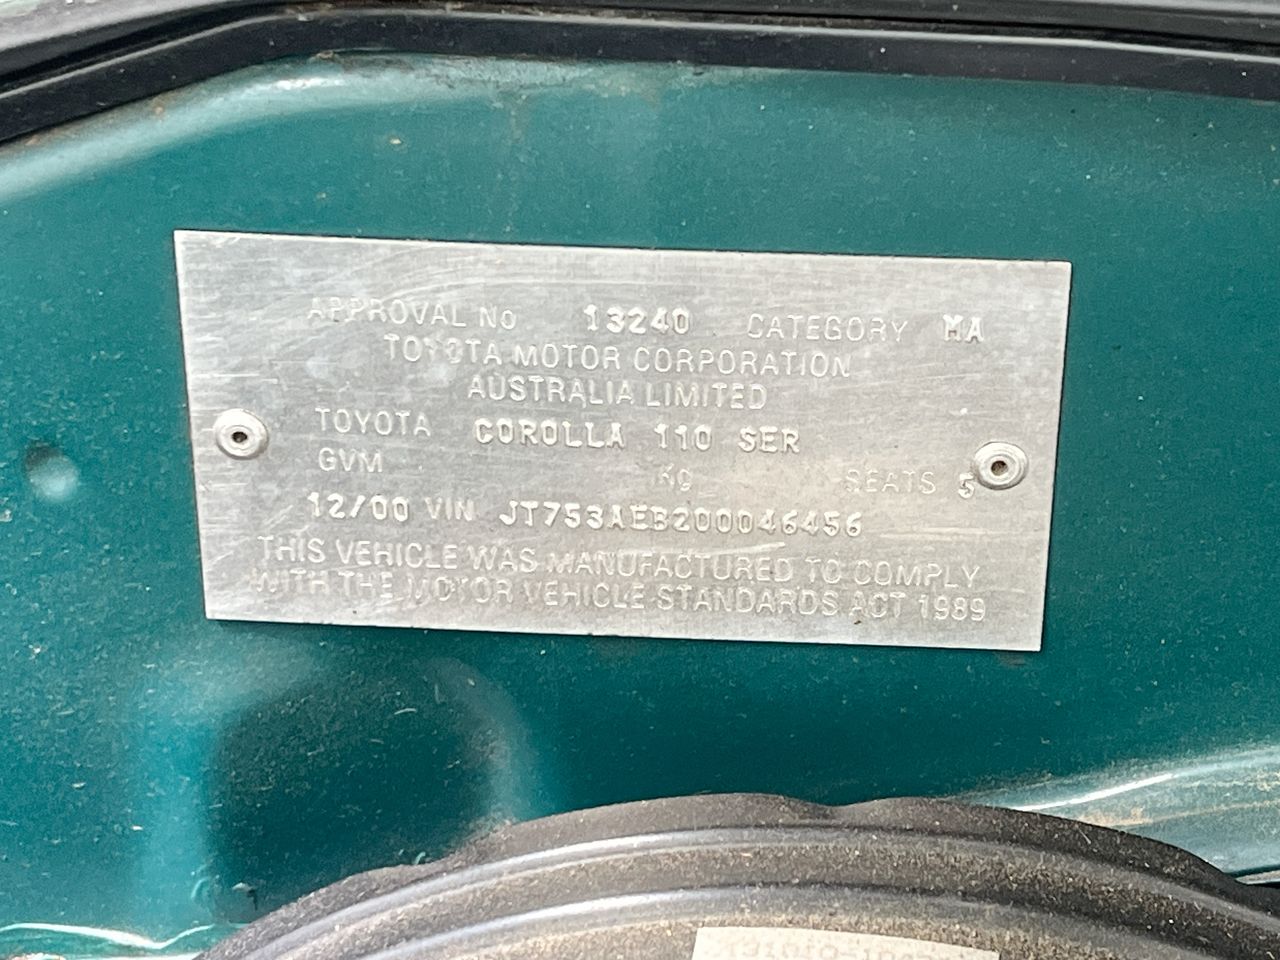 APPROVAL No 13240 CATEGORY MA
TOYOTA MOTOR CORPORATION
AUSTRALIA LIMITED
TOYOTA COROLLA 110 SER
GVM Kg SEATS 5
12/00 VIN JT753AEB200046456
THIS VEHICLE WAS MANUFACTURED TO COMPLY
WITH THE MOTOR VEHICLE STANDARDS ACT 1989